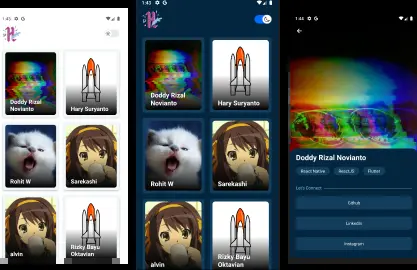 1:43
Doddy Rizal
Novianto
Hary Suryanto
Rohit W
Sarekashi
alvin
Rizky Bayu
Oktavian
1:43
Doddy Rizal
Novianto
Hary Suryanto
Rohit W
Sarekashi
alvin
Rizky Bayu
Oktavian
1:44
Doddy Rizal Novianto
React Native
ReactJS
Flutter
Let's Connect
Github
LinkedIn
Instagram